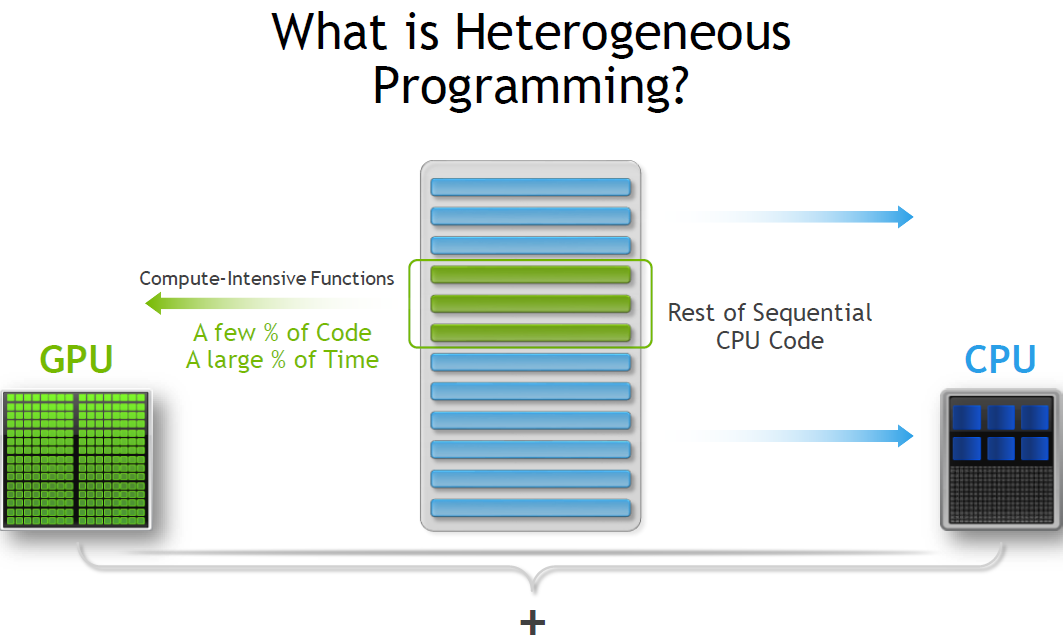 What is Heterogeneous
Programming?
Compute-Intensive Functions
A few % of Code
A large % of Time
GPU
Rest of Sequential
CPU Code
CPU
+